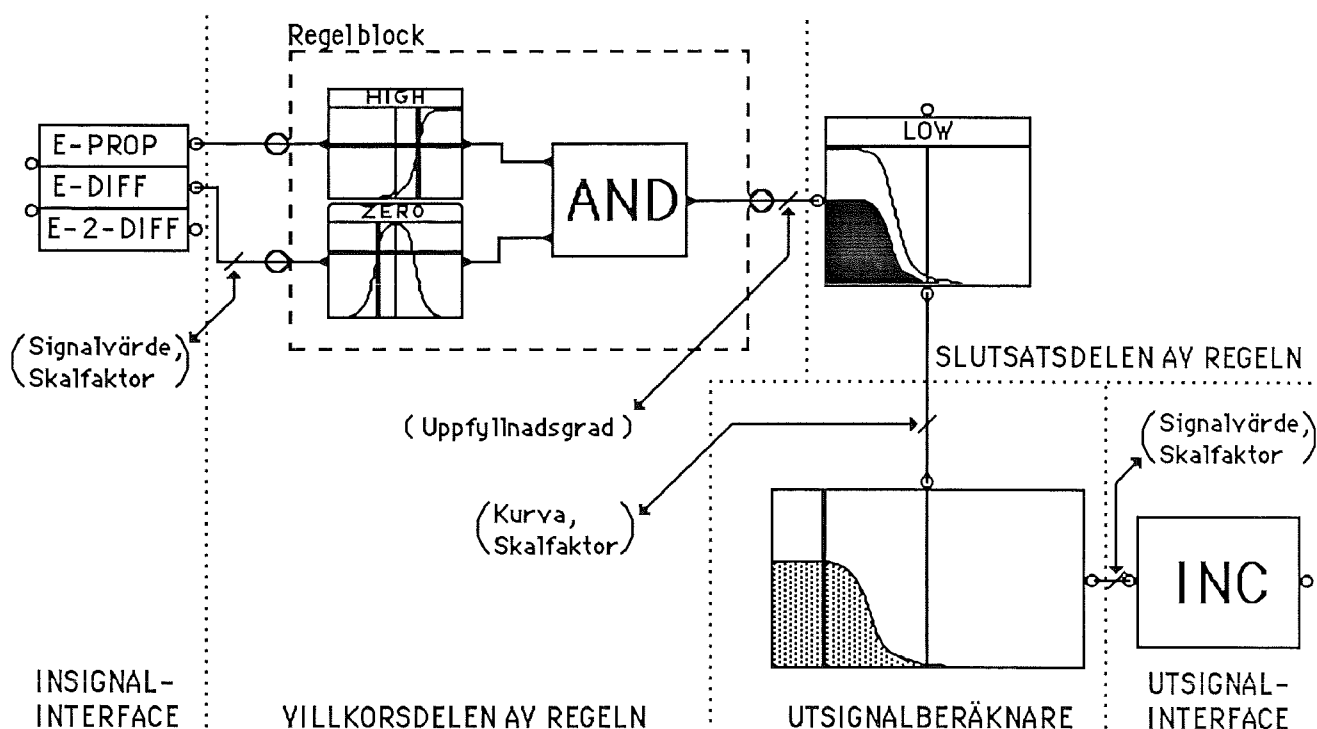 Regelblock
HIGH
E-PROP
E-DIFF
E-2-DIFF
ZERO
AND
LOW
(Signalvärde,
Skalfaktor)
SLUTSATSDELEN AV REGELN
(Uppfyllnadsgrad)
(Signalvärde,
Skalfaktor)
(Kurva,
Skalfaktor)
INC
INSIGNAL-
INTERFACE
VILLKORSDELEN AV REGELN
UTSIGNALBERÄKNARE
UTSIGNAL-
INTERFACE